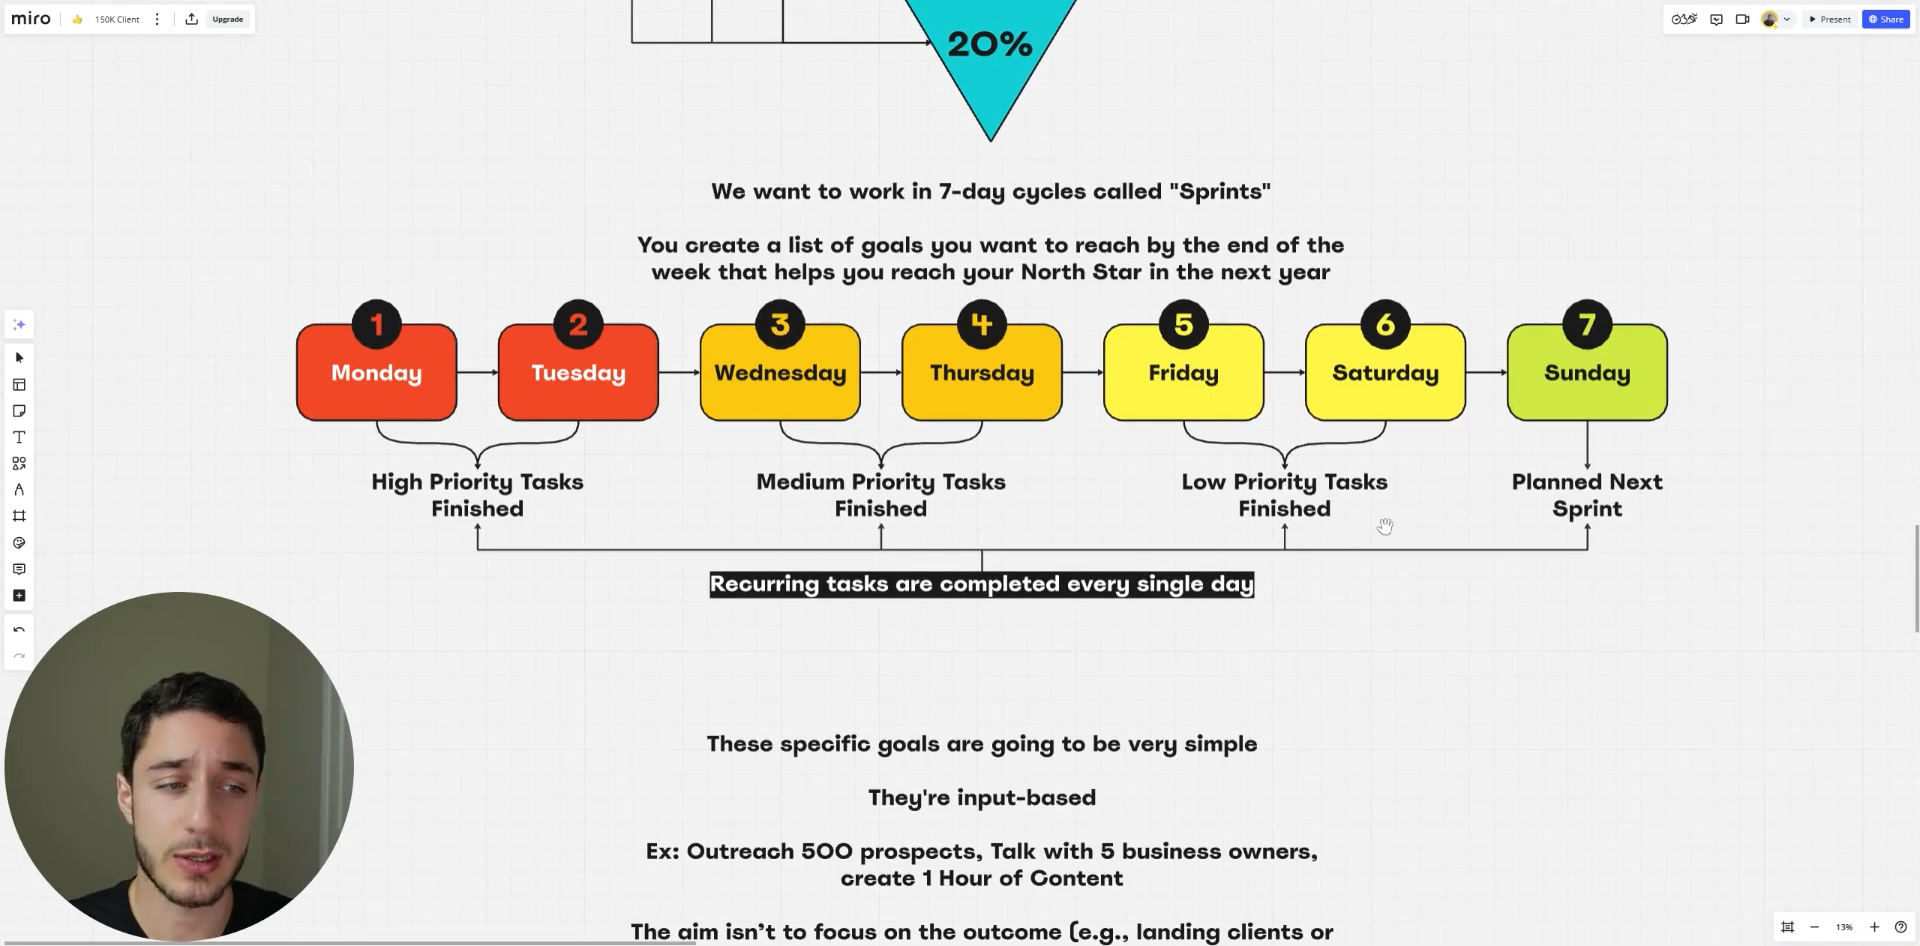 miro
150K Client
Upgrade
Present
Share
20%
We want to work in 7-day cycles called "Sprints"
You create a list of goals you want to reach by the end of the
week that helps you reach your North Star in the next year
1
2
3
4
5
6
7
Monday
Tuesday
Wednesday
Thursday
Friday
Saturday
Sunday
High Priority Tasks
Finished
Medium Priority Tasks
Finished
Low Priority Tasks
Finished
Planned Next
Sprint
Recurring tasks are completed every single day
These specific goals are going to be very simple
They're input-based
Ex: Outreach 500 prospects, Talk with 5 business owners,
create 1 Hour of Content
The aim isn’t to focus on the outcome (e.g., landing clients or
13%